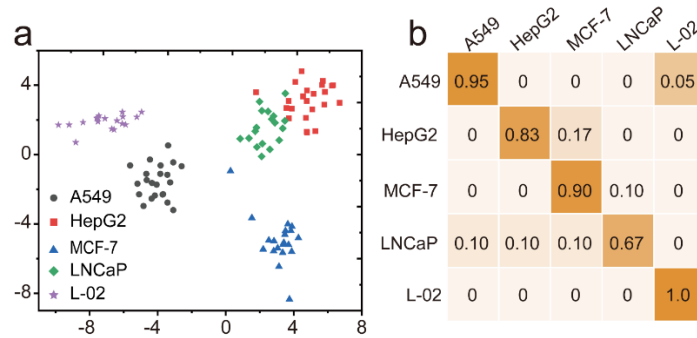 a
4
0
-4
-8
-8
-4
0
4
8
A549
HepG2
MCF-7
LNCaP
L-02
b
A549 HepG2 MCF-7 LNCaP L-02
A549 0.95 0 0 0 0.05
HepG2 0 0.83 0.17 0 0
MCF-7 0 0 0.90 0.10 0
LNCaP 0.10 0.10 0.10 0.67 0
L-02 0 0 0 0 1.0